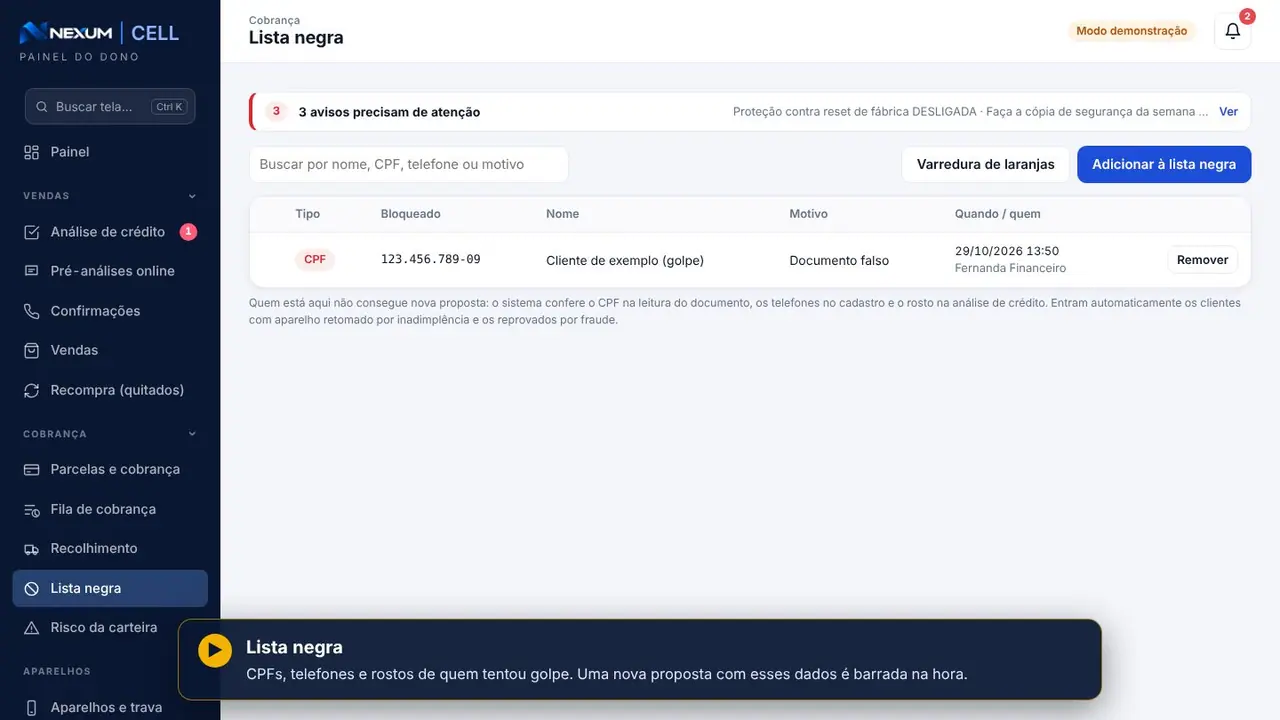 NEXUM | CELL
PAINEL DO DONO
Buscar tela... Ctrl K
Painel
VENDAS
Análise de crédito 1
Pré-análises online
Confirmações
Vendas
Recompra (quitados)
COBRANÇA
Parcelas e cobrança
Fila de cobrança
Recolhimento
Lista negra
Risco da carteira
APARELHOS
Aparelhos e trava
Cobrança
Lista negra
Modo demonstração
2
3 3 avisos precisam de atenção Proteção contra reset de fábrica DESLIGADA · Faça a cópia de segurança da semana ... Ver
Buscar por nome, CPF, telefone ou motivo Varredura de laranjas Adicionar à lista negra
Tipo Bloqueado Nome Motivo Quando / quem
CPF 123.456.789-09 Cliente de exemplo (golpe) Documento falso 29/10/2026 13:50 Remover
Fernanda Financeiro
Quem está aqui não consegue nova proposta: o sistema confere o CPF na leitura do documento, os telefones no cadastro e o rosto na análise de crédito. Entram automaticamente os clientes
com aparelho retomado por inadimplência e os reprovados por fraude.
Lista negra
CPFs, telefones e rostos de quem tentou golpe. Uma nova proposta com esses dados é barrada na hora.